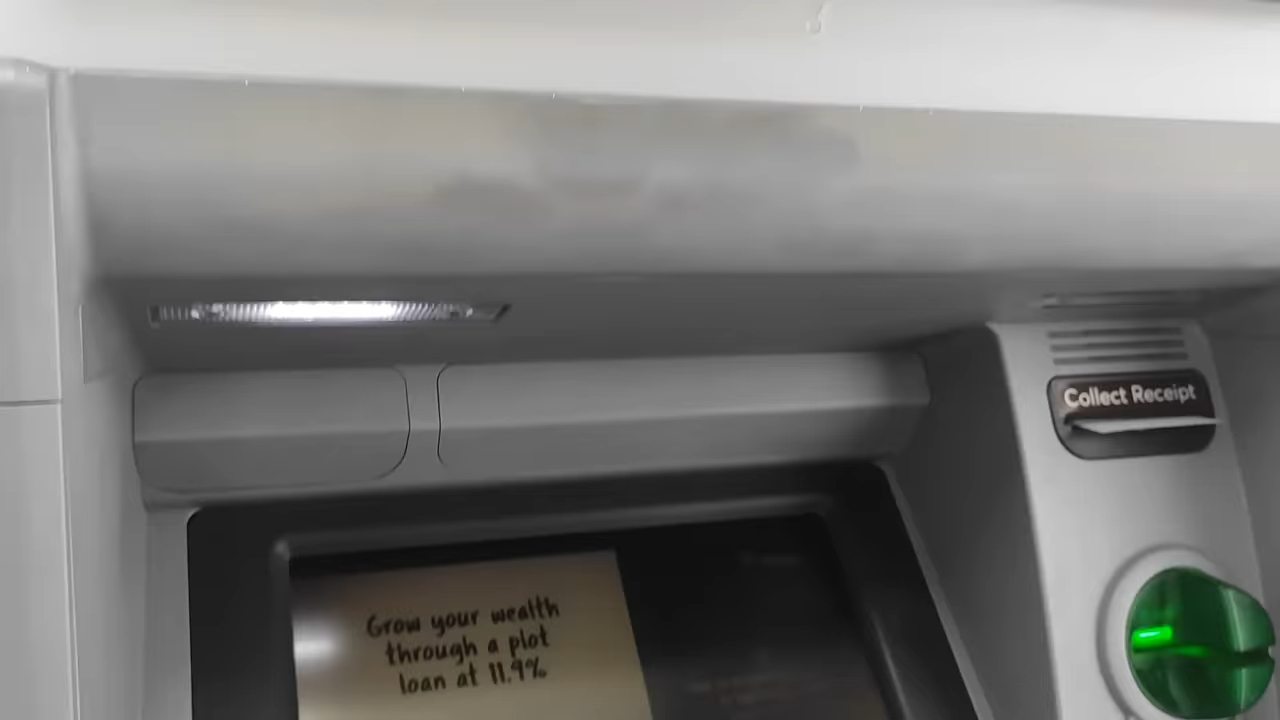 Collect Receipt
Grow your wealth
through a plot
loan at 11.9%